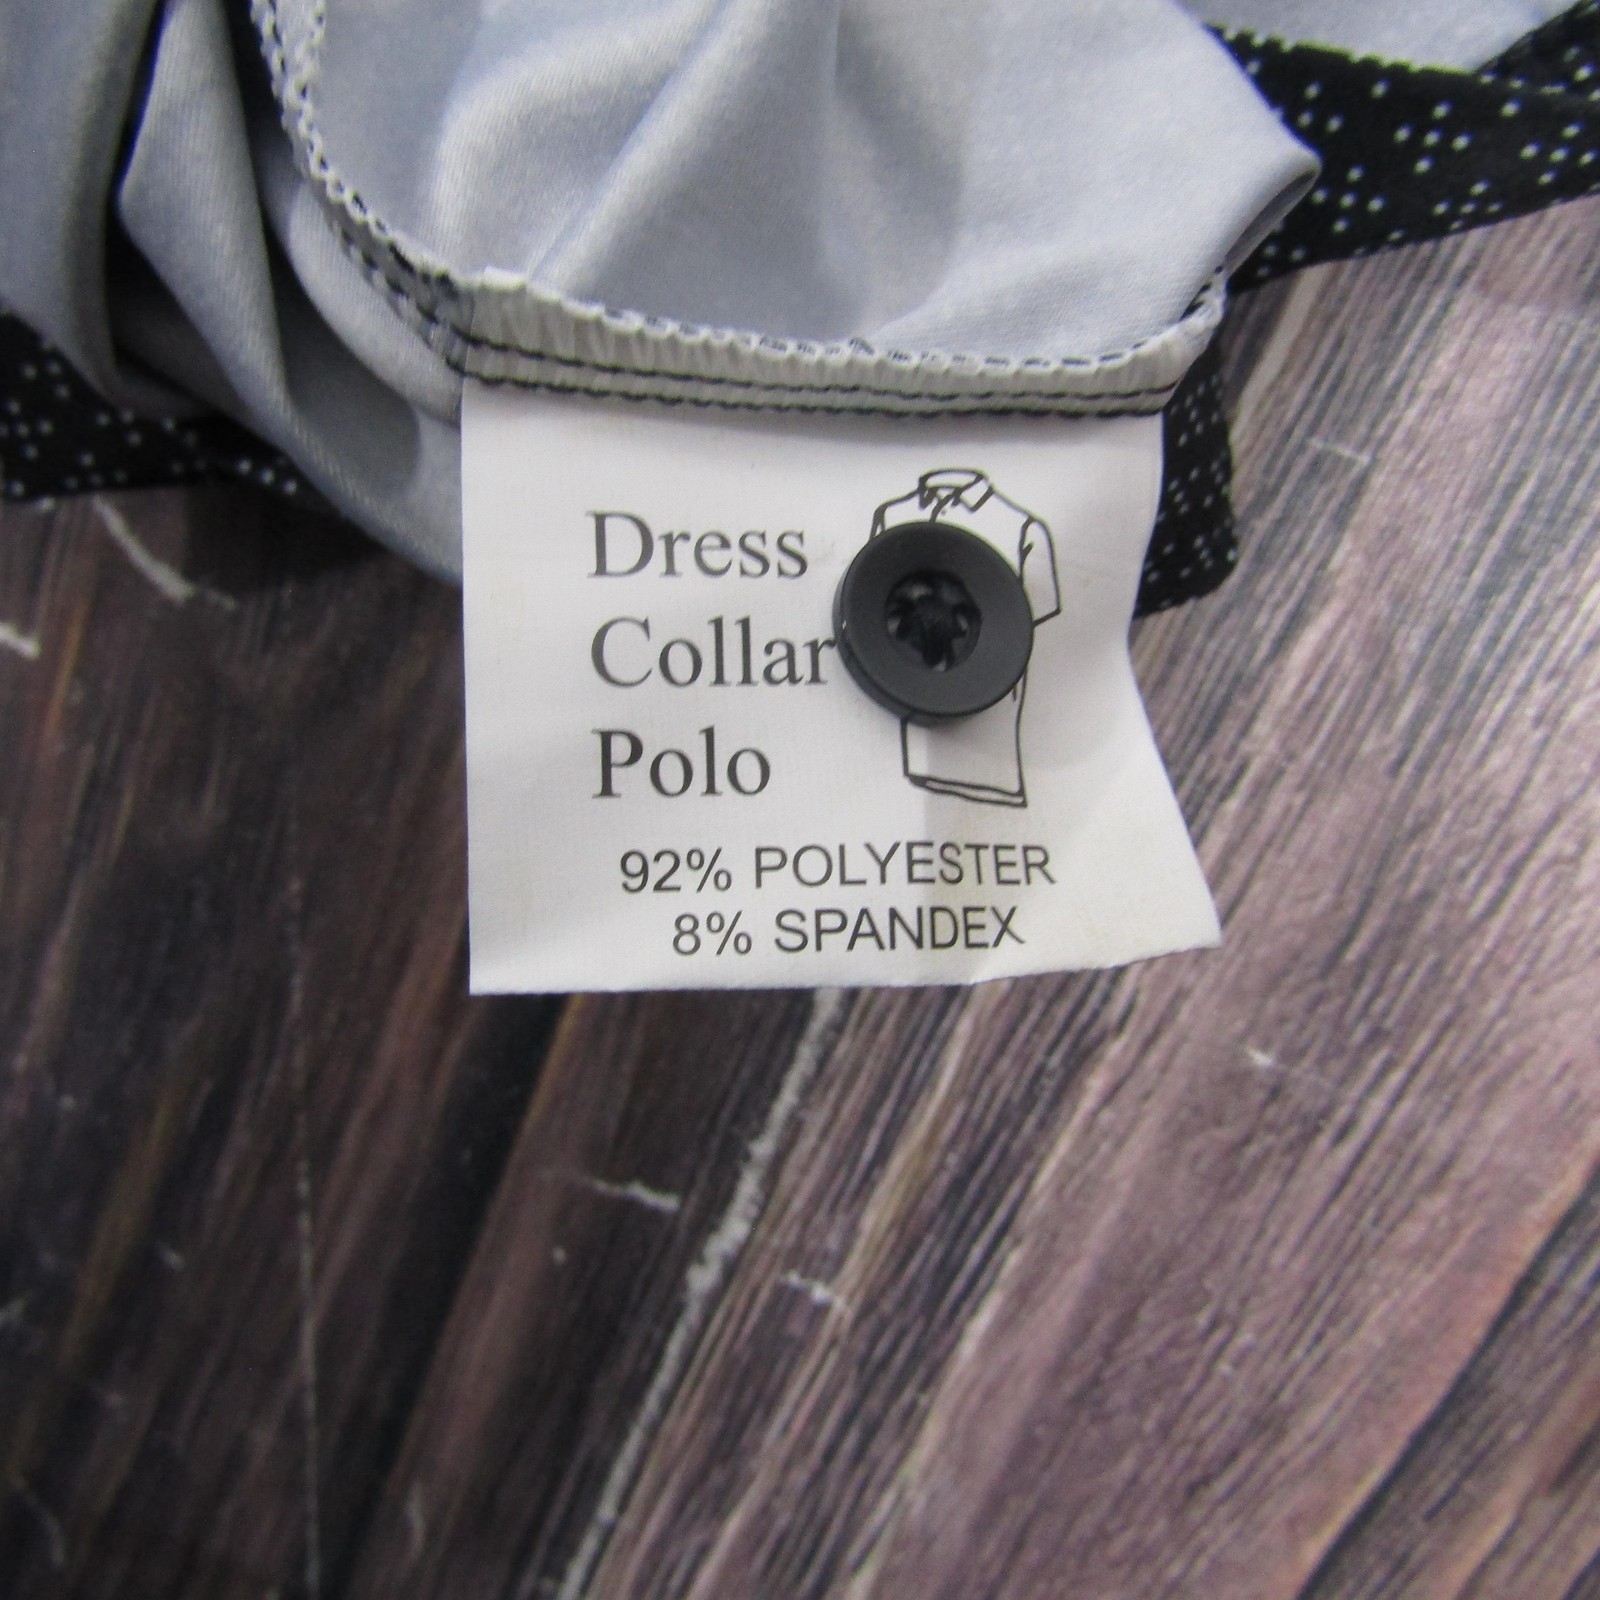 Dress
Collar
Polo
92% POLYESTER
8% SPANDEX